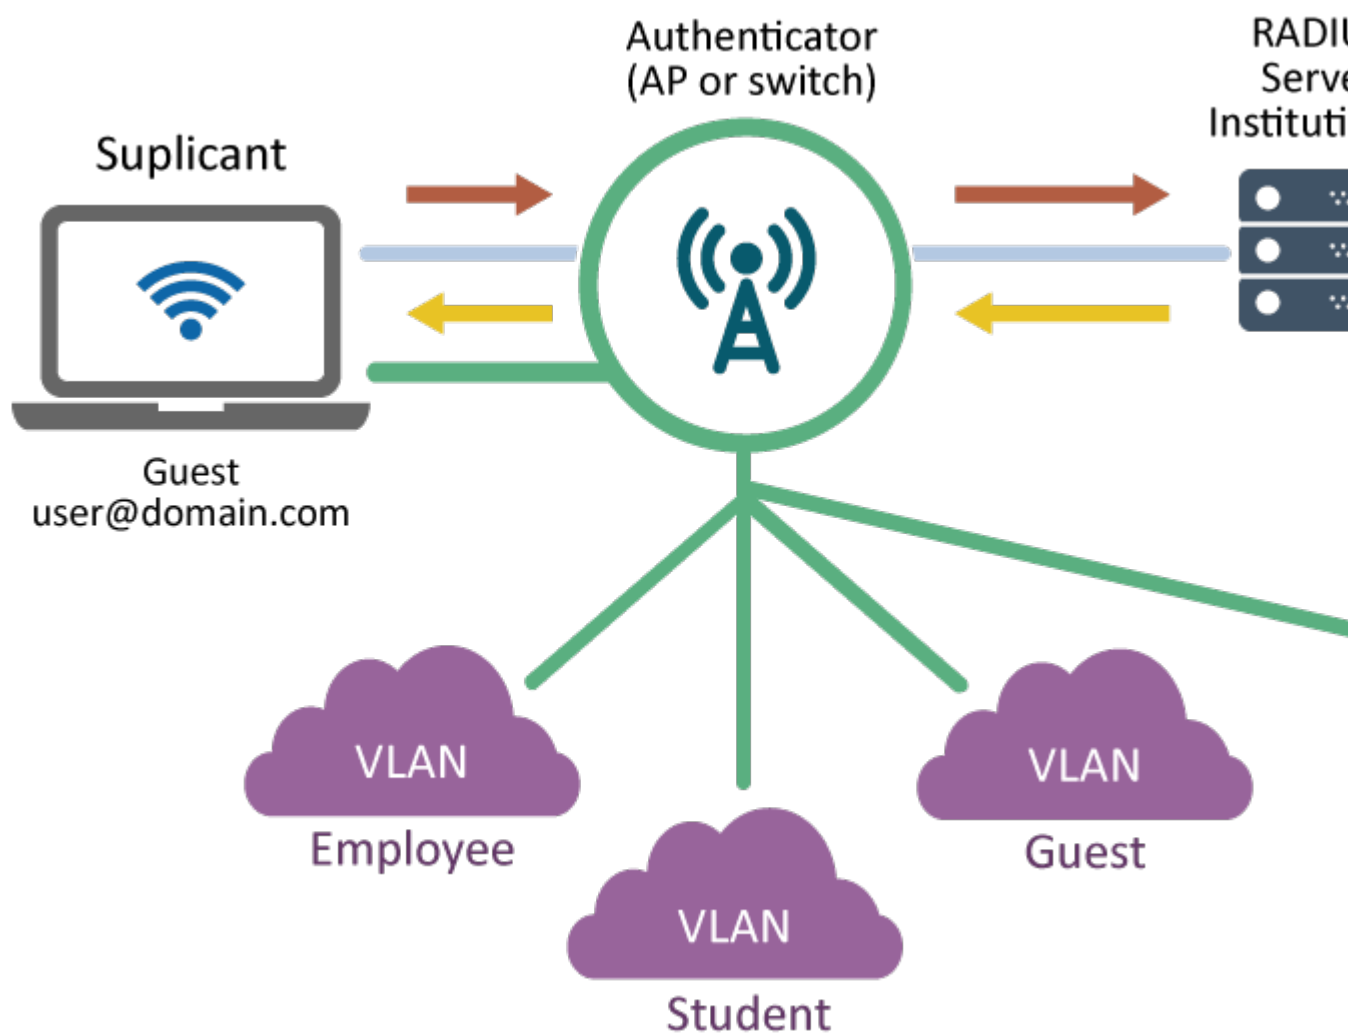 Authenticator
(AP or switch)
Suplicant
Guest
user@domain.com
VLAN
Employee
VLAN
Student
VLAN
Guest